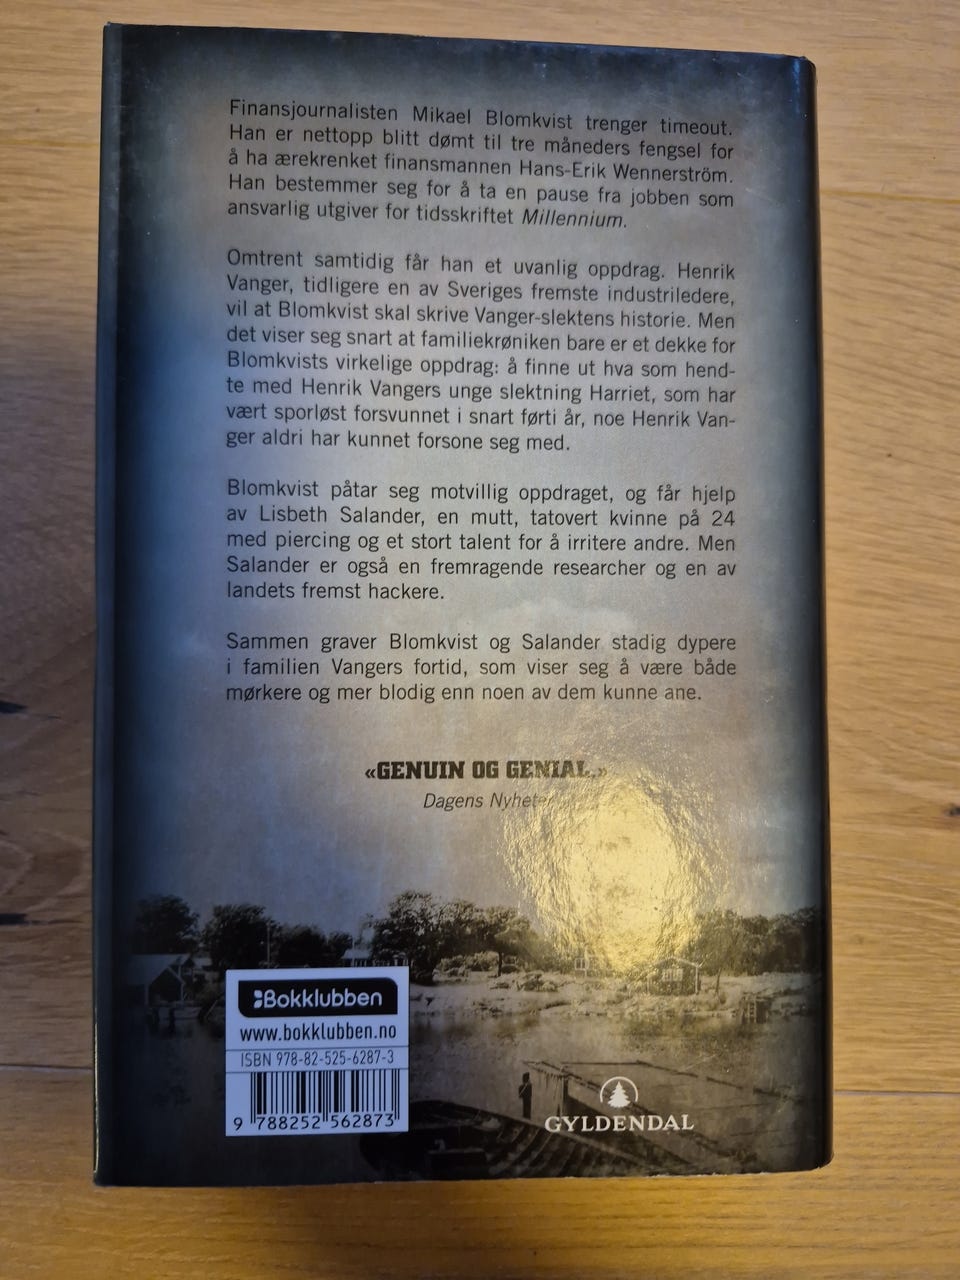 Finansjournalisten Mikael Blomkvist trenger timeout.
Han er nettopp blitt dømt til tre måneders fengsel for
å ha ærekrenket finansmannen Hans-Erik Wennerström.
Han bestemmer seg for å ta en pause fra jobben som
ansvarlig utgiver for tidsskriftet Millennium.
Omtrent samtidig får han et uvanlig oppdrag. Henrik
Vanger, tidligere en av Sveriges fremste industriledere,
vil at Blomkvist skal skrive Vanger-slektens historie. Men
det viser seg snart at familiekrøniken bare er et dekke for
Blomkvists virkelige oppdrag: å finne ut hva som hend-
te med Henrik Vangers unge slektning Harriet, som har
vært sporløst forsvunnet i snart førti år, noe Henrik Van-
ger aldri har kunnet forsone seg med.
Blomkvist påtar seg motvillig oppdraget, og får hjelp
av Lisbeth Salander, en mutt, tatovert kvinne på 24
med piercing og et stort talent for å irritere andre. Men
Salander er også en fremragende researcher og en av
landets fremst hackere.
Sammen graver Blomkvist og Salander stadig dypere
i familien Vangers fortid, som viser seg å være både
mørkere og mer blodig enn noen av dem kunne ane.
«GENUIN OG GENIAL.»
Dagens Nyheter
Bokklubben
www.bokklubben.no
ISBN 978-82-525-6287-3
9 788252 562873
GYLDENDAL